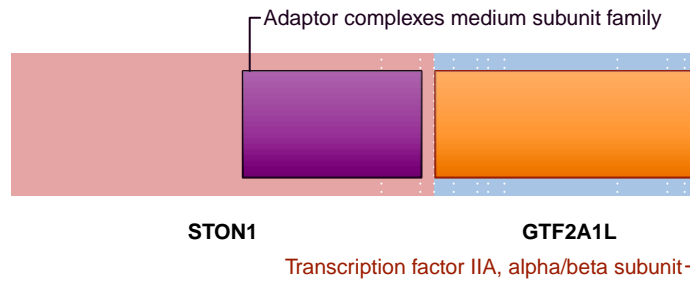 Adaptor complexes medium subunit family
STON1
GTF2A1L
Transcription factor IIA, alpha/beta subunit